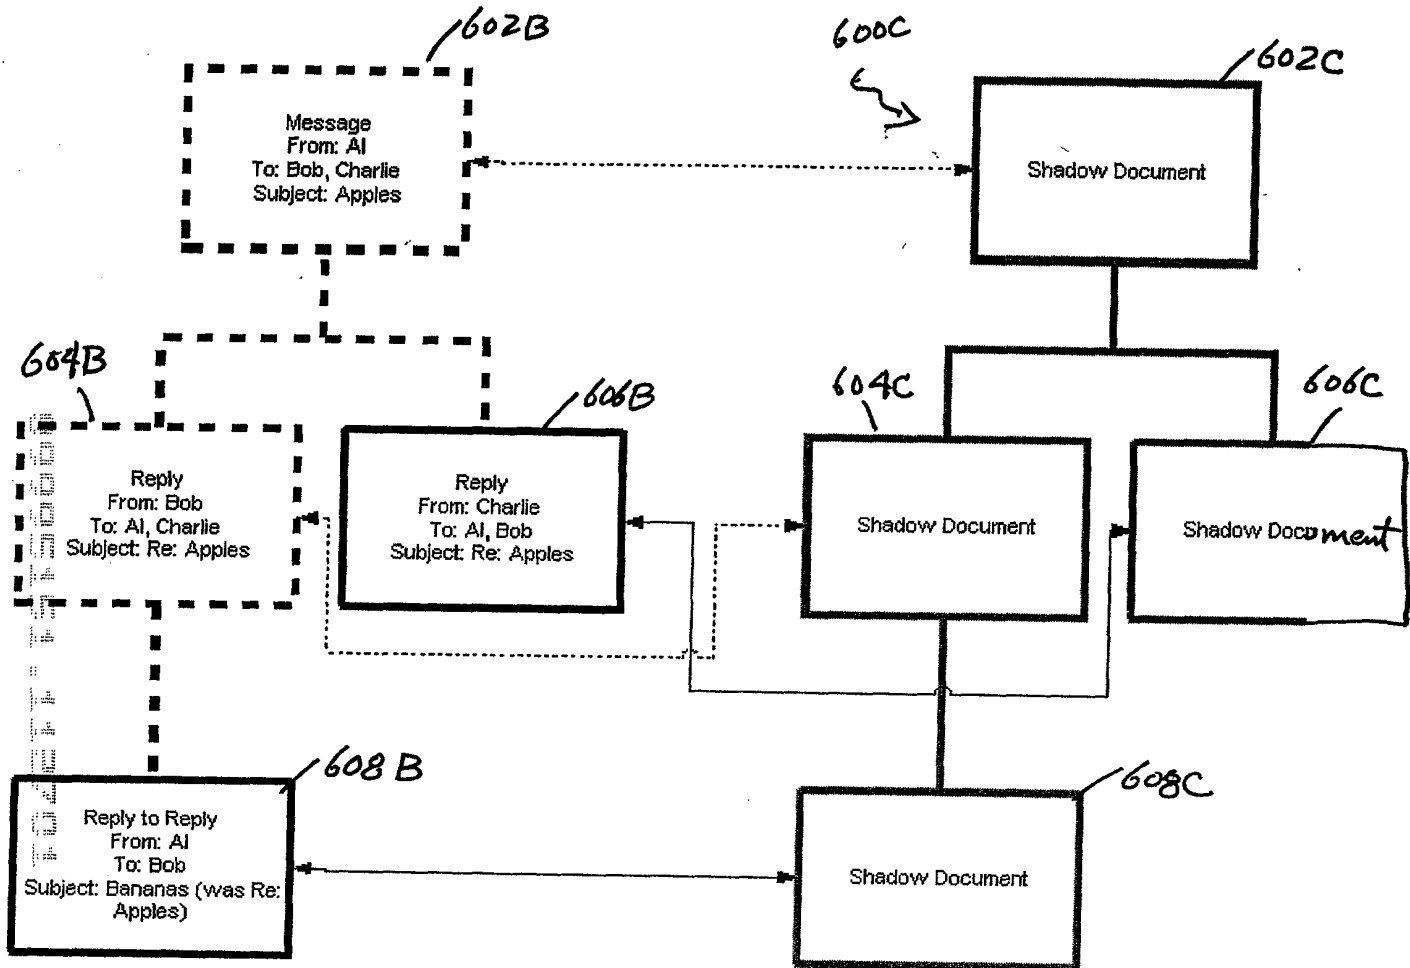 602B
600C
602C
Message
From: Al
To: Bob, Charlie
Subject: Apples
Shadow Document
604B
606B
604C
606C
Reply
From: Bob
To: Al, Charlie
Subject: Re: Apples
Reply
From: Charlie
To: Al, Bob
Subject: Re: Apples
Shadow Document
Shadow Document
608B
608C
Reply to Reply
From: Al
To: Bob
Subject: Bananas (was Re:
Apples)
Shadow Document